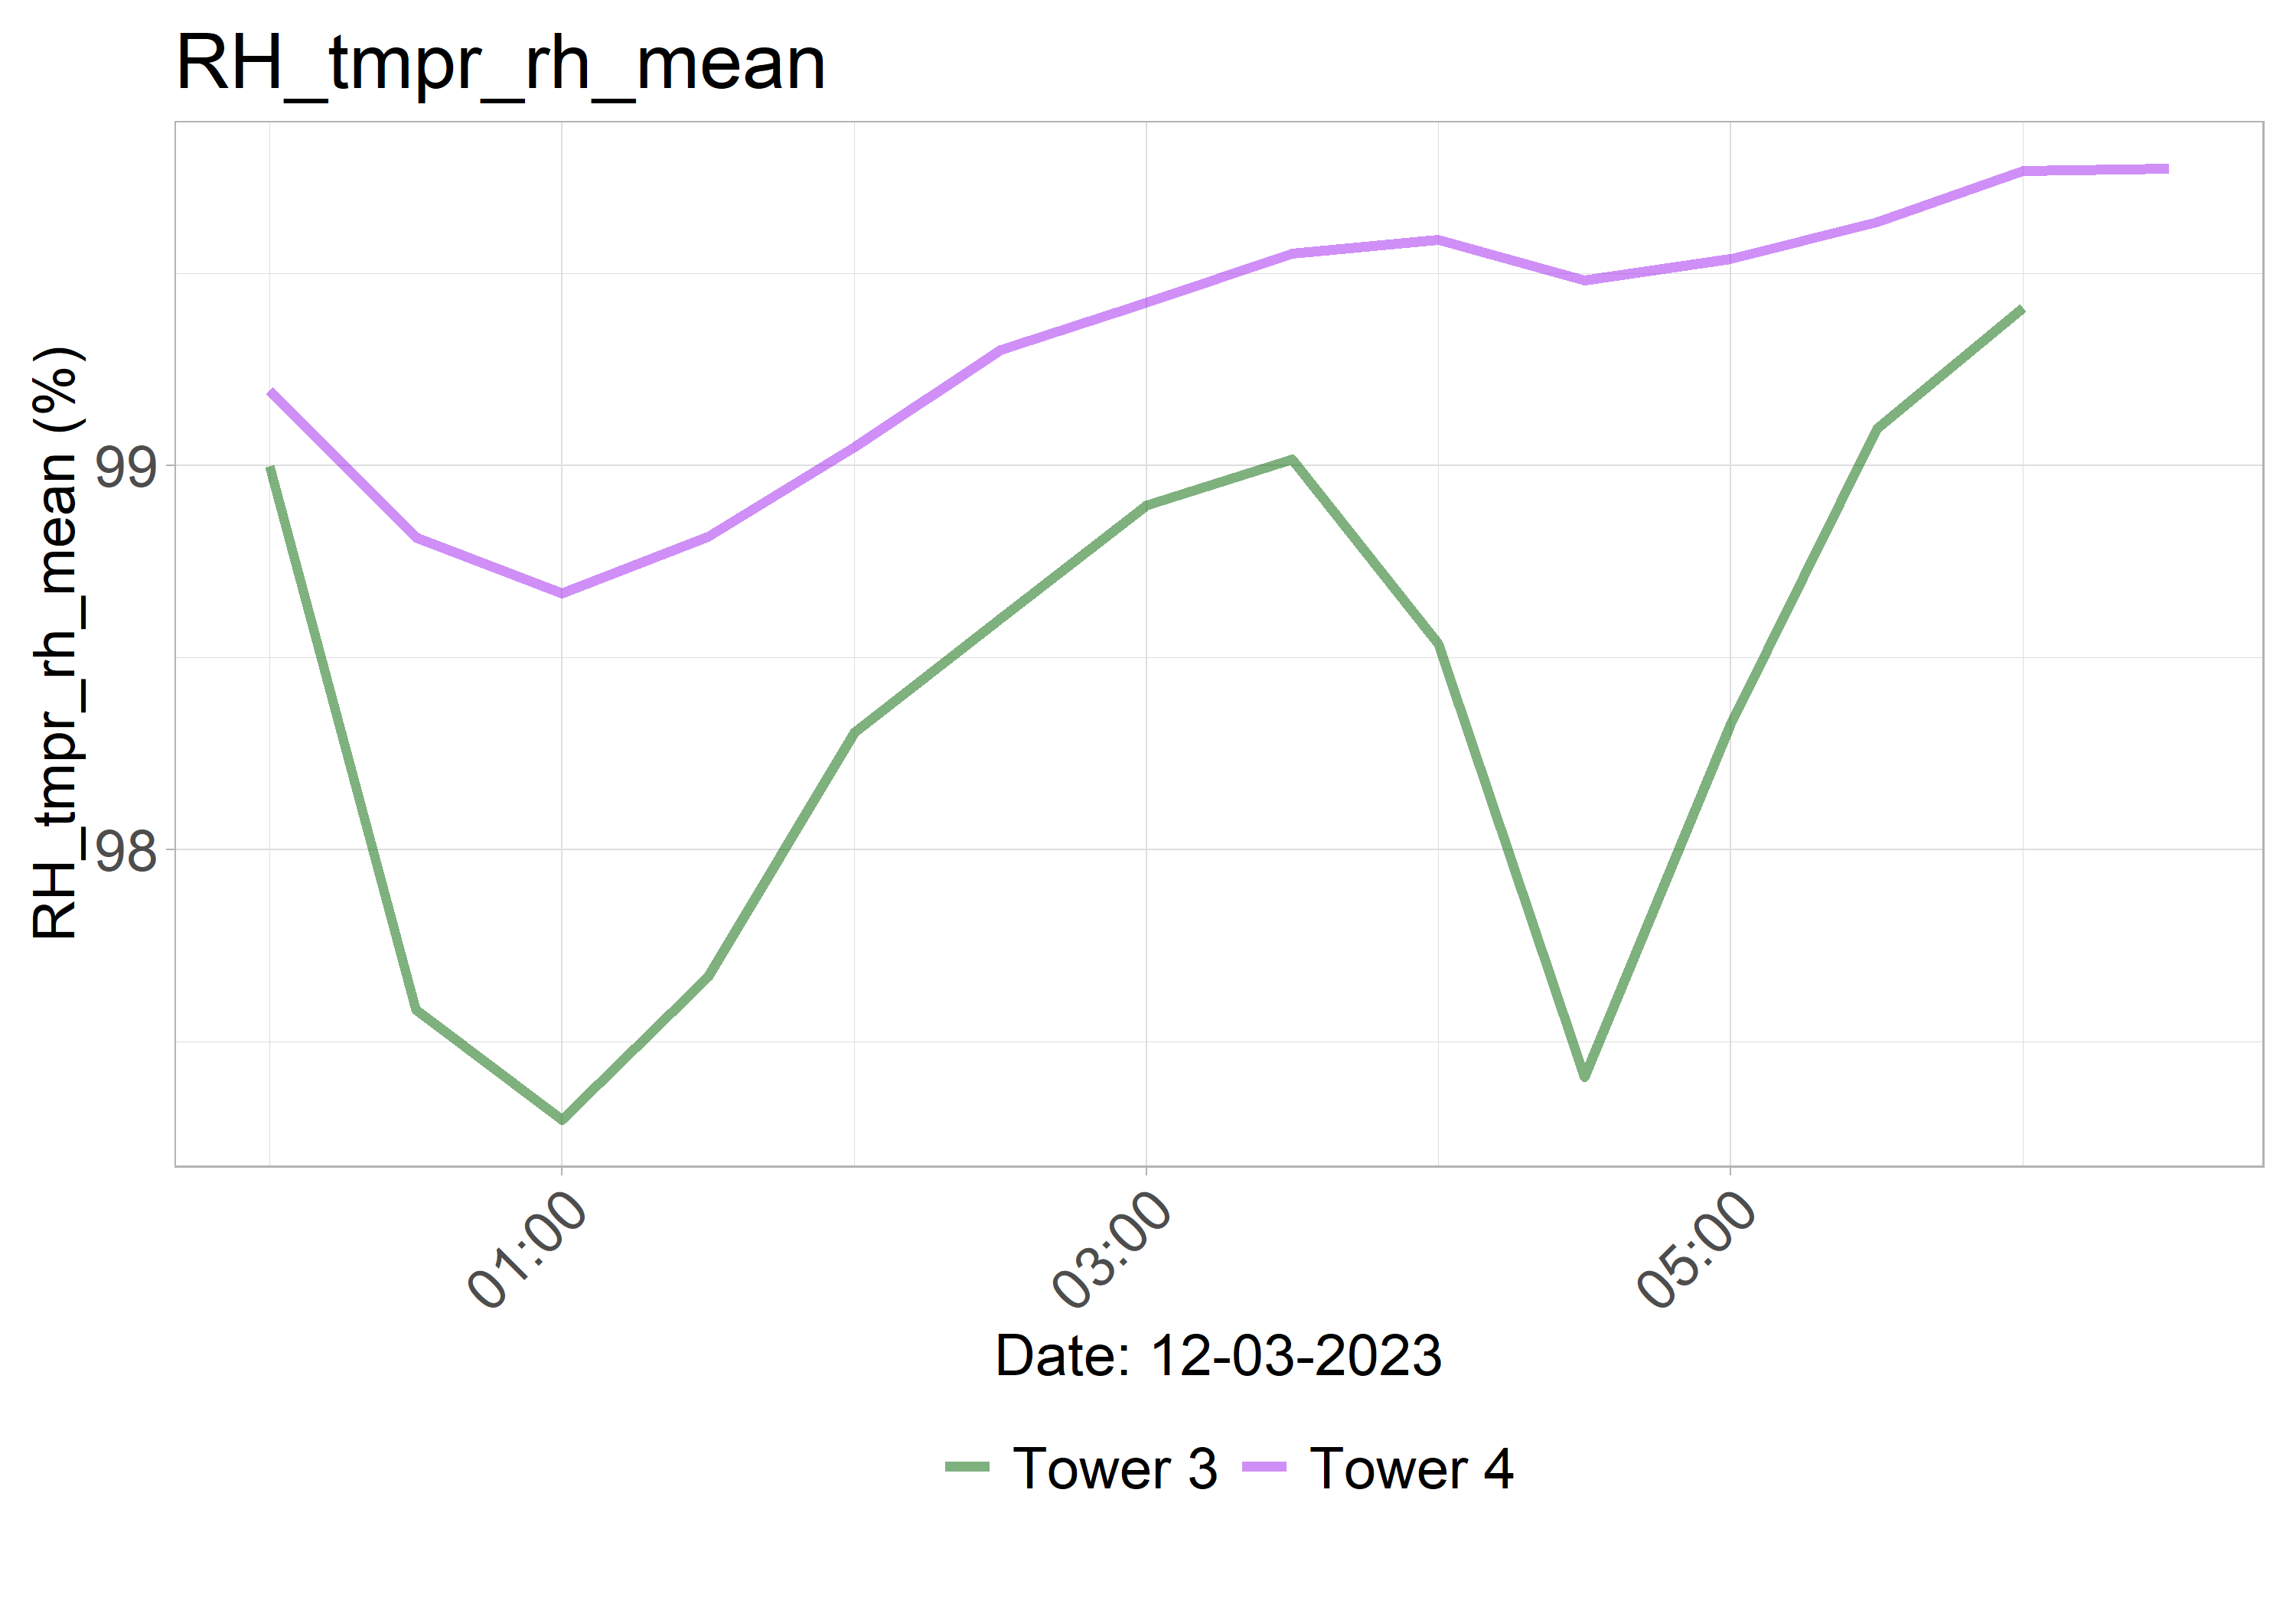 RH_tmpr_rh_mean
RH_tmpr_rh_mean (%)
99
98
01:00
03:00
05:00
Date: 12-03-2023
Tower 3
Tower 4